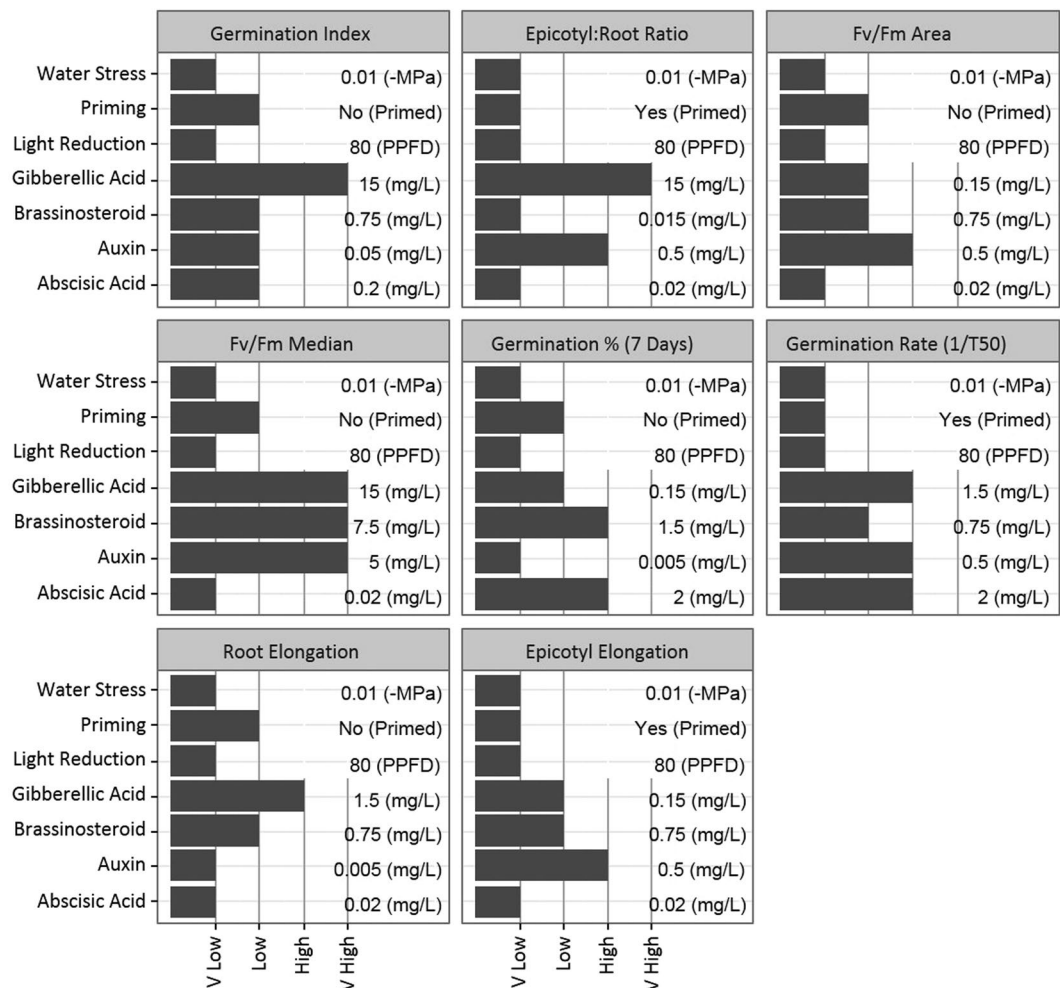 Germination Index
Epicotyl:Root Ratio
Fv/Fm Area
Water Stress
0.01 (-MPa)
0.01 (-MPa)
0.01 (-MPa)
Priming
No (Primed)
Yes (Primed)
No (Primed)
Light Reduction
80 (PPFD)
80 (PPFD)
80 (PPFD)
Gibberellic Acid
15 (mg/L)
15 (mg/L)
0.15 (mg/L)
Brassinosteroid
0.75 (mg/L)
0.015 (mg/L)
0.75 (mg/L)
Auxin
0.05 (mg/L)
0.5 (mg/L)
0.5 (mg/L)
Abscisic Acid
0.2 (mg/L)
0.02 (mg/L)
0.02 (mg/L)
Fv/Fm Median
Germination % (7 Days)
Germination Rate (1/T50)
Water Stress
0.01 (-MPa)
0.01 (-MPa)
0.01 (-MPa)
Priming
No (Primed)
No (Primed)
Yes (Primed)
Light Reduction
80 (PPFD)
80 (PPFD)
80 (PPFD)
Gibberellic Acid
15 (mg/L)
0.15 (mg/L)
1.5 (mg/L)
Brassinosteroid
7.5 (mg/L)
1.5 (mg/L)
0.75 (mg/L)
Auxin
5 (mg/L)
0.005 (mg/L)
0.5 (mg/L)
Abscisic Acid
0.02 (mg/L)
2 (mg/L)
2 (mg/L)
Root Elongation
Epicotyl Elongation
Water Stress
0.01 (-MPa)
0.01 (-MPa)
Priming
No (Primed)
Yes (Primed)
Light Reduction
80 (PPFD)
80 (PPFD)
Gibberellic Acid
1.5 (mg/L)
0.15 (mg/L)
Brassinosteroid
0.75 (mg/L)
0.75 (mg/L)
Auxin
0.005 (mg/L)
0.5 (mg/L)
Abscisic Acid
0.02 (mg/L)
0.02 (mg/L)
V Low
Low
High
V High
V Low
Low
High
V High